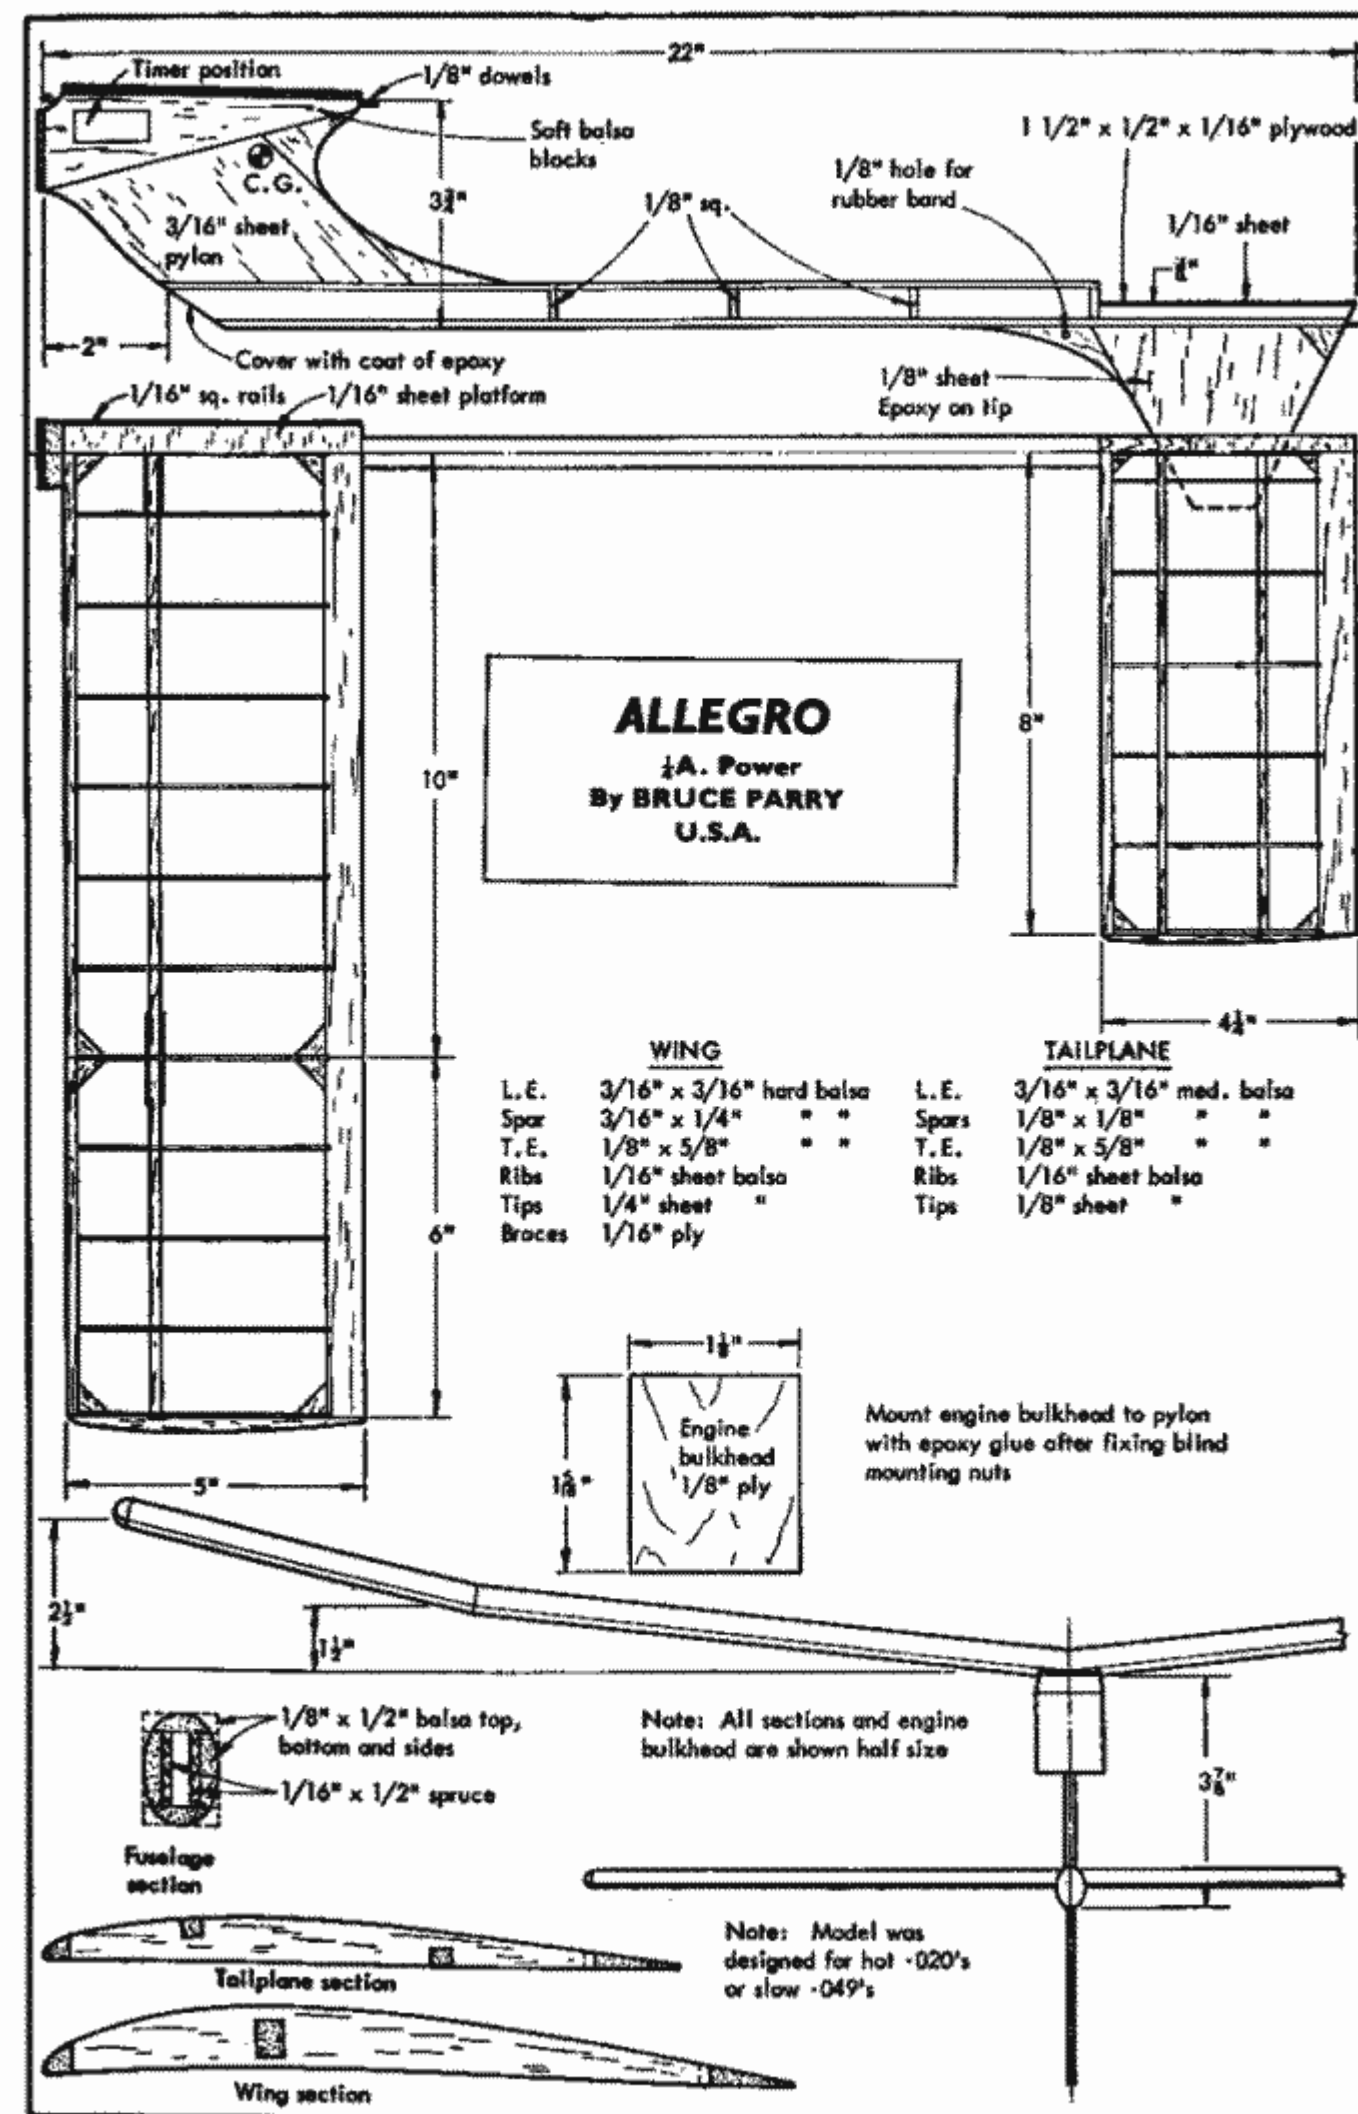 22"
Timer position
1/8" dowels
Soft balsa
blocks
1 1/2" x 1/2" x 1/16" plywood
C.G.
3¾"
1/8" sq.
1/8" hole for
rubber band
1/16" sheet
3/16" sheet
pylon
2"
Cover with coat of epoxy
1/8" sheet
Epoxy on tip
1/16" sq. rails
1/16" sheet platform
10"
8"
ALLEGRO
½A. Power
By BRUCE PARRY
U.S.A.
4¼"
WING
L.E. 3/16" x 3/16" hard balsa
Spar 3/16" x 1/4" " "
T.E. 1/8" x 5/8" " "
Ribs 1/16" sheet balsa
Tips 1/4" sheet "
Braces 1/16" ply
TAILPLANE
L.E. 3/16" x 3/16" med. balsa
Spars 1/8" x 1/8" " "
T.E. 1/8" x 5/8" " "
Ribs 1/16" sheet balsa
Tips 1/8" sheet "
6"
5"
Engine
bulkhead
1/8" ply
Mount engine bulkhead to pylon
with epoxy glue after fixing blind
mounting nuts
2½"
1½"
1/8" x 1/2" balsa top,
bottom and sides
1/16" x 1/2" spruce
Fuselage
section
Note: All sections and engine
bulkhead are shown half size
3⅞"
Tailplane section
Note: Model was
designed for hot ·020's
or slow ·049's
Wing section